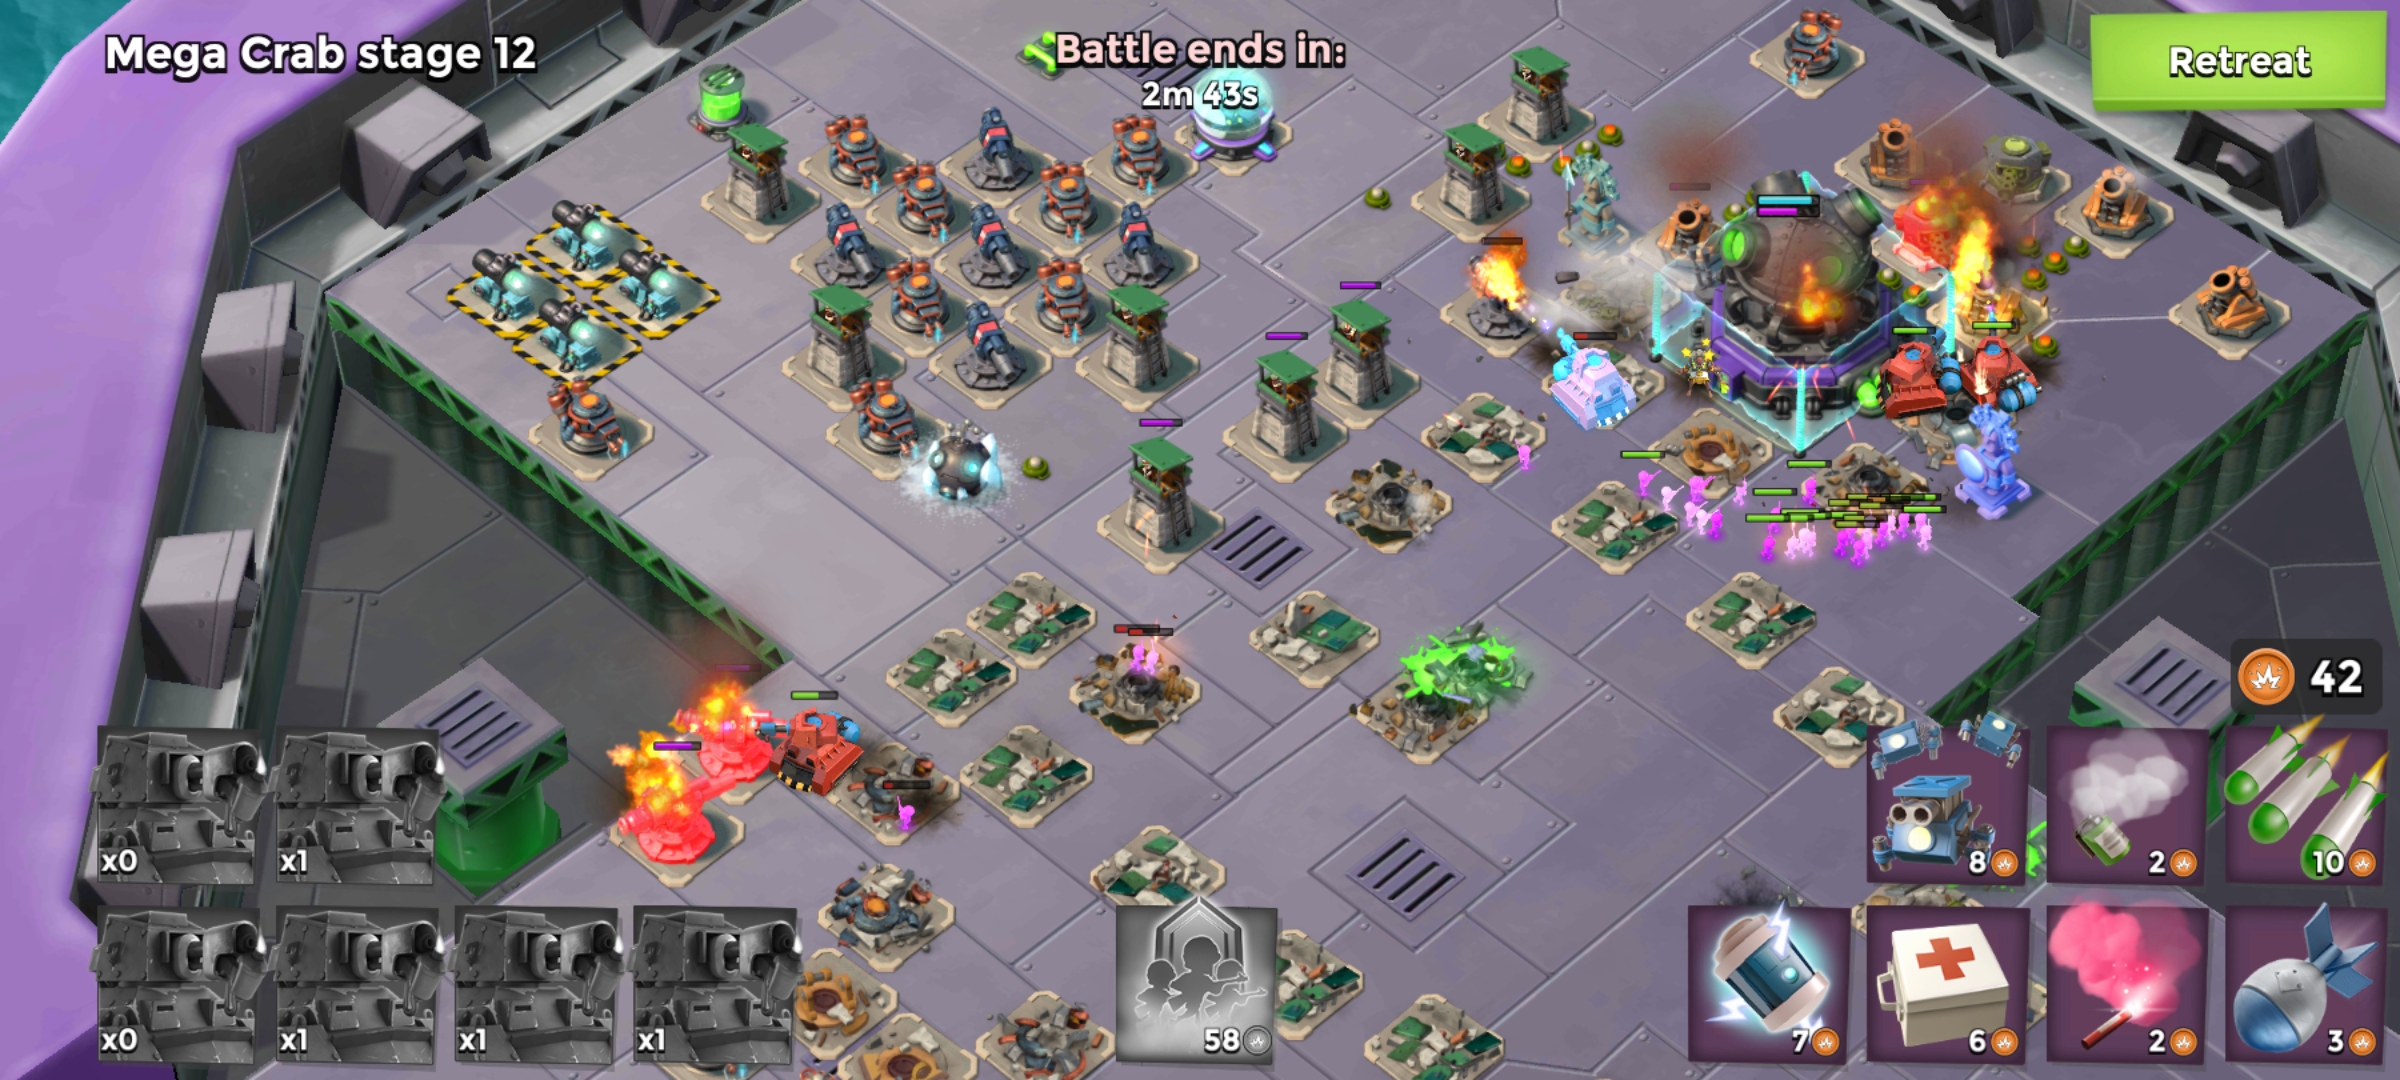 Mega Crab stage 12
Battle ends in:
2m 43s
Retreat
42
x0
x1
8
2
10
x0
x1
x1
x1
58
7
6
2
3